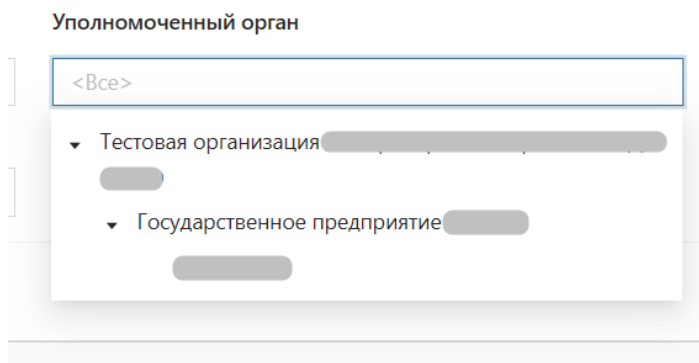 Уполномоченный орган
<Все>
Тестовая организация
Государственное предприятие